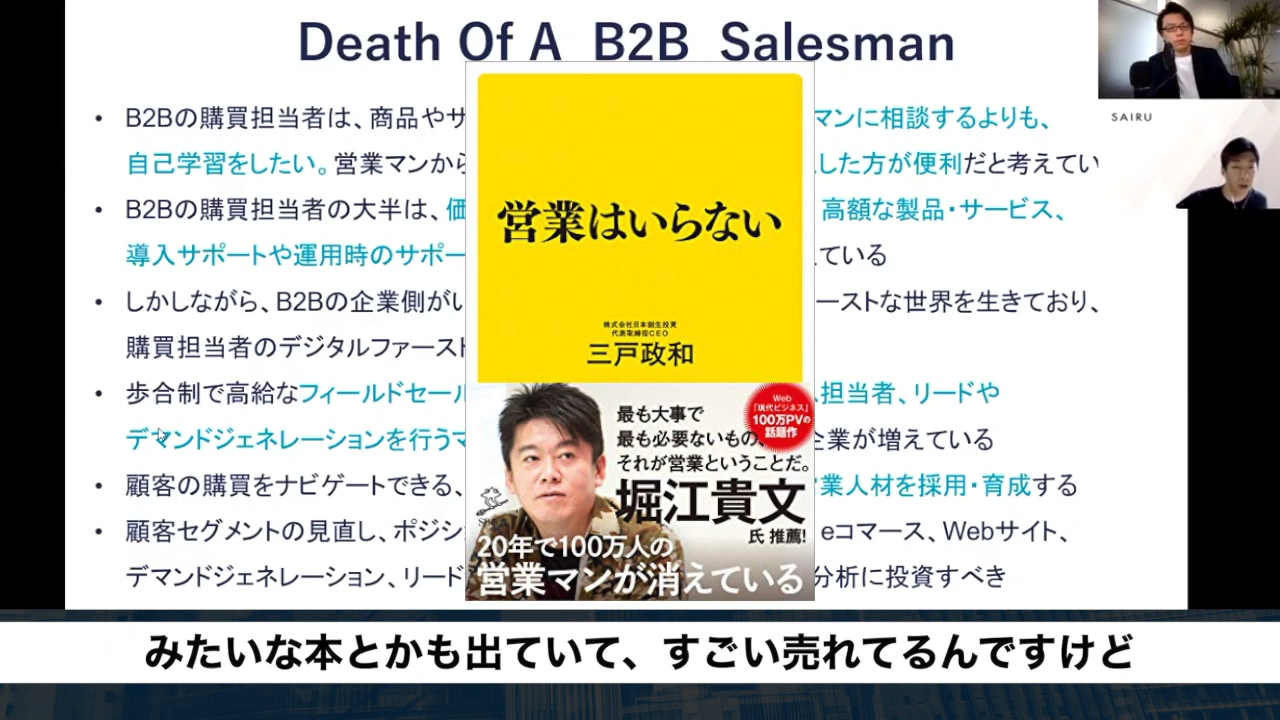 Death Of A B2B Salesman
• B2Bの購買担当者は、商品やサ
マンに相談するよりも、
自己学習をしたい。営業マンから
した方が便利だと考えてい
• B2Bの購買担当者の大半は、価
高額な製品・サービス、
導入サポートや運用時のサポー
ている
• しかしながら、B2Bの企業側がい
ーストな世界を生きており、
購買担当者のデジタルファースト
• 歩合制で高給なフィールドセール
担当者、リードや
デマンドジェネレーションを行うマ
企業が増えている
• 顧客の購買をナビゲートできる、
営業人材を採用・育成する
• 顧客セグメントの見直し、ポジシ
eコマース、Webサイト、
デマンドジェネレーション、リード
分析に投資すべき
営業はいらない
株式会社日本創生投資
代表取締役CEO
三戸政和
Web
「現代ビジネス」
100万PVの
話題作
最も大事で
最も必要ないもの、
それが営業ということだ。
堀江貴文
氏 推薦!
20年で100万人の
営業マンが消えている
SAIRU
みたいな本とかも出ていて、すごい売れてるんですけど